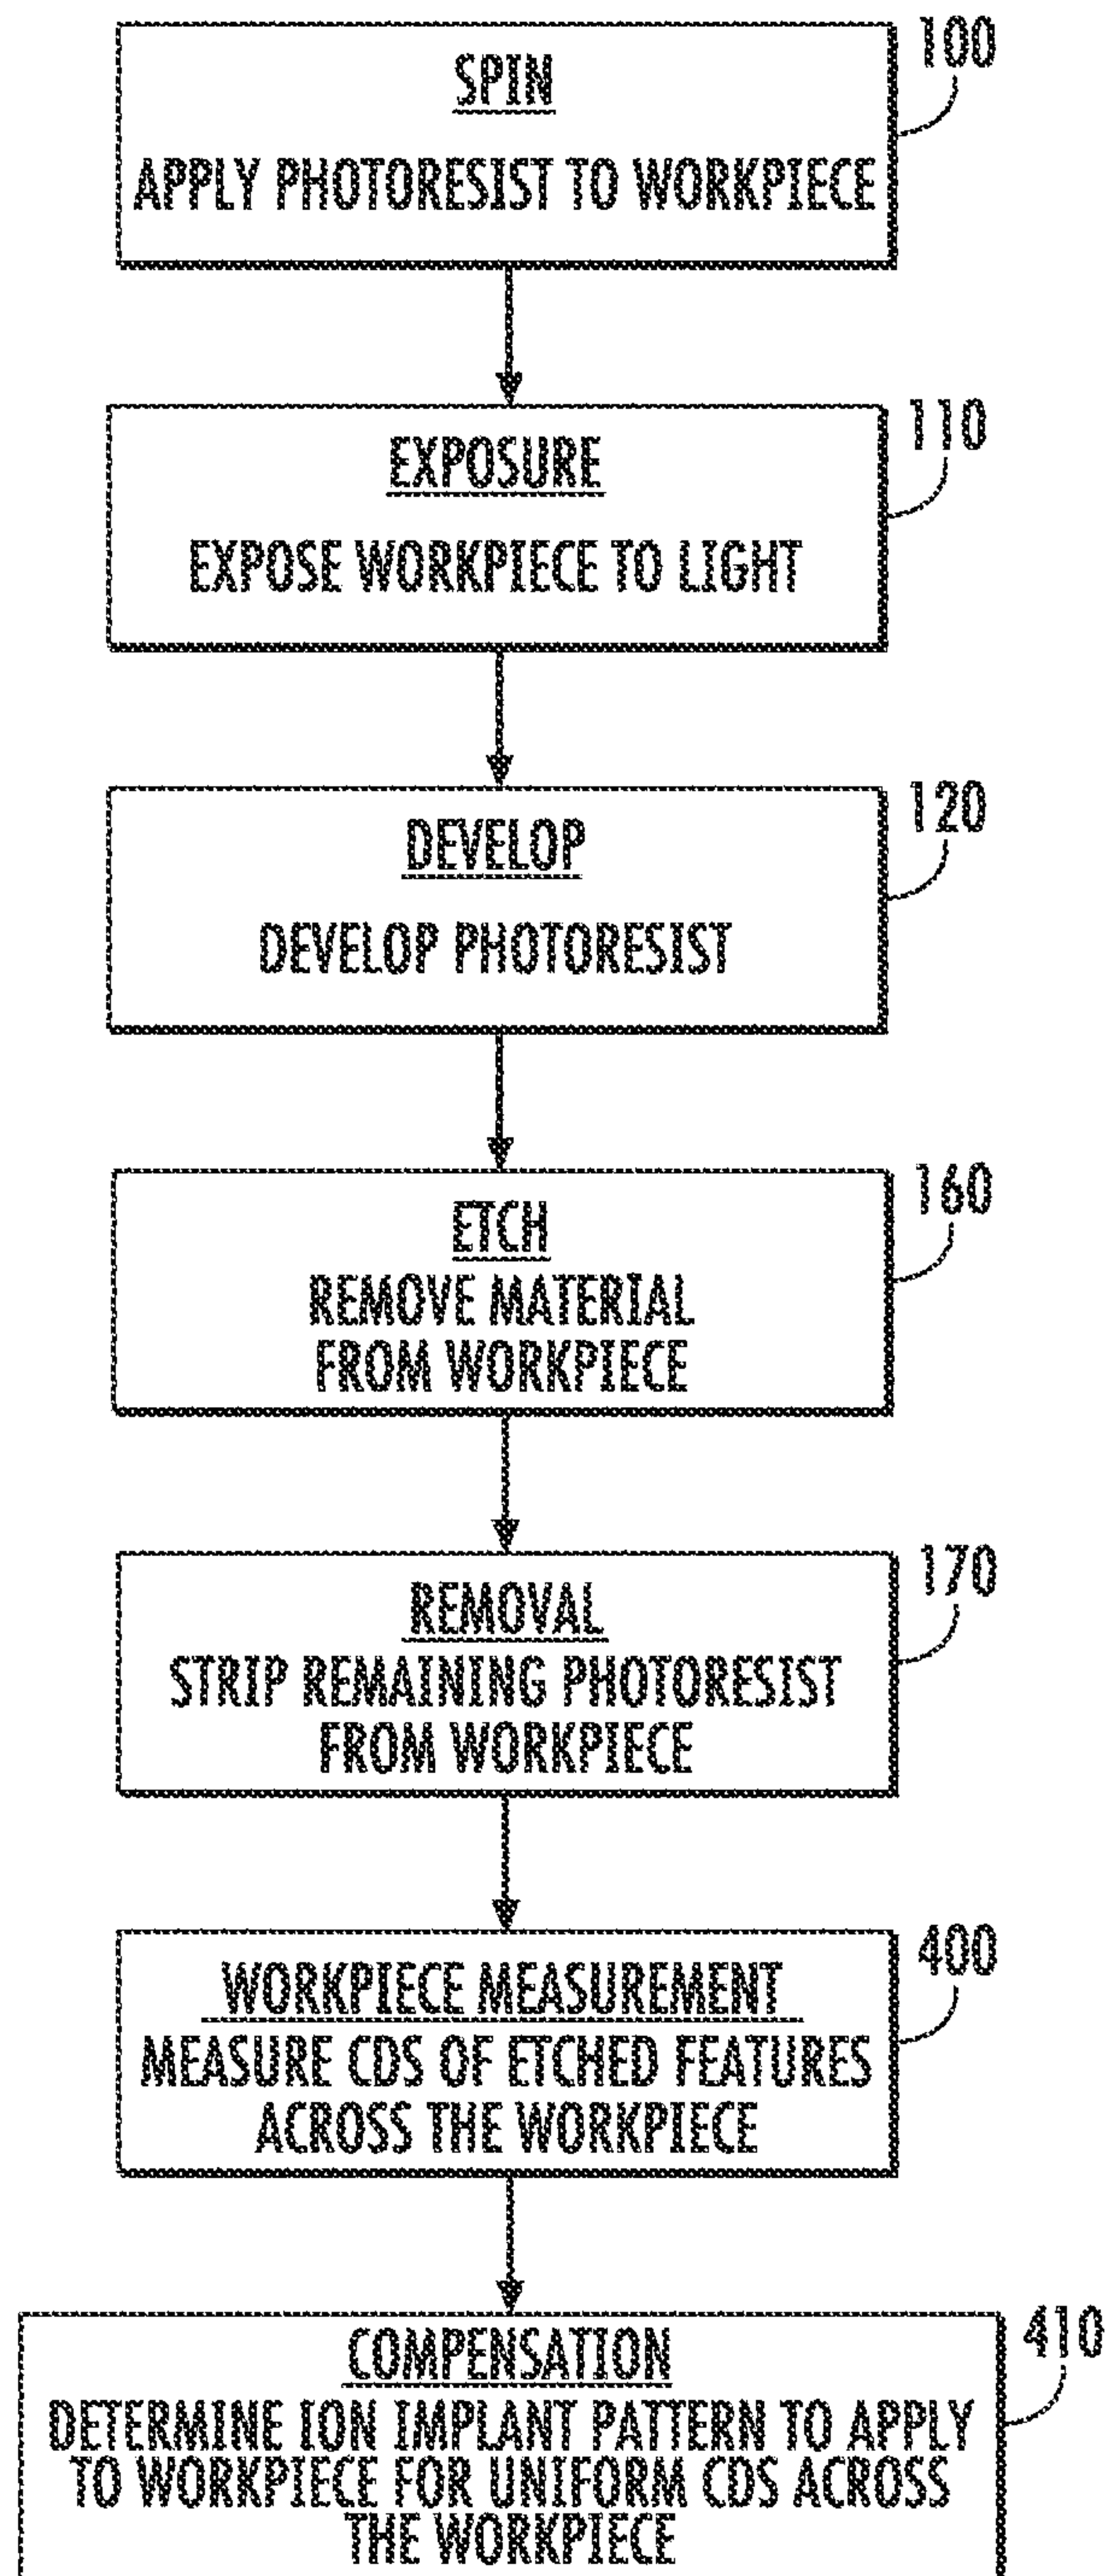 100
SPIN
APPLY PHOTORESIST TO WORKPIECE
110
EXPOSURE
EXPOSE WORKPIECE TO LIGHT
120
DEVELOP
DEVELOP PHOTORESIST
160
ETCH
REMOVE MATERIAL
FROM WORKPIECE
170
REMOVAL
STRIP REMAINING PHOTORESIST
FROM WORKPIECE
400
WORKPIECE MEASUREMENT
MEASURE CDS OF ETCHED FEATURES
ACROSS THE WORKPIECE
410
COMPENSATION
DETERMINE ION IMPLANT PATTERN TO APPLY
TO WORKPIECE FOR UNIFORM CDS ACROSS
THE WORKPIECE